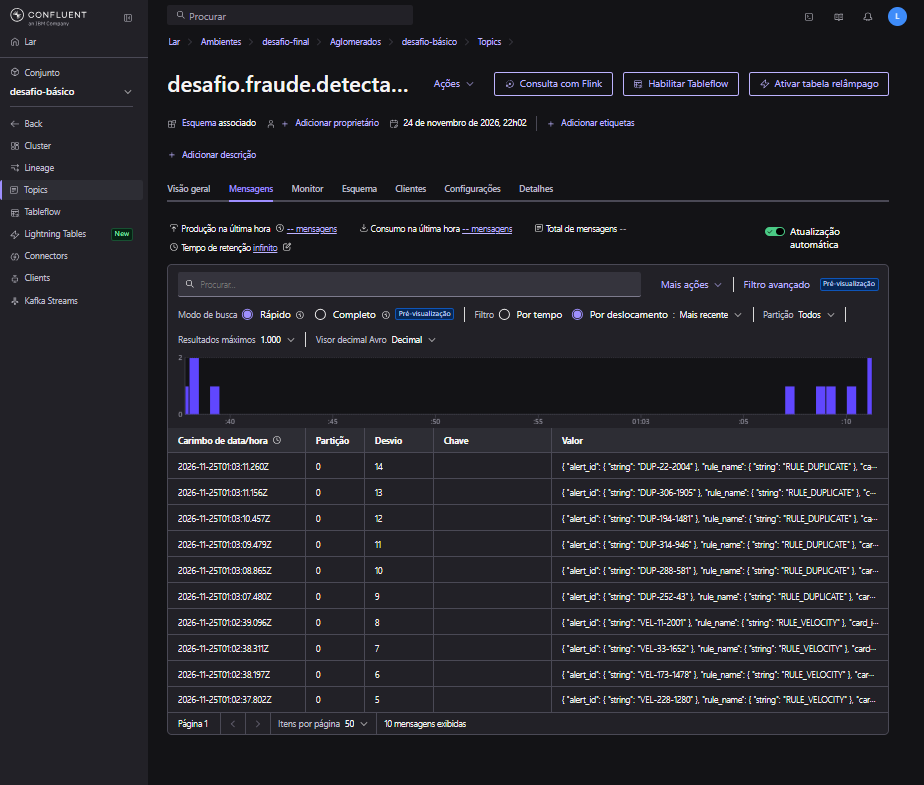 CONFLUENT
an IBM Company
Lar
Conjunto
desafio-básico
Back
Cluster
Lineage
Topics
Tableflow
Lightning Tables New
Connectors
Clients
Kafka Streams
Procurar
L
Lar > Ambientes > desafio-final > Aglomerados > desafio-básico > Topics >
desafio.fraude.detecta...
Ações
Consulta com Flink
Habilitar Tableflow
Ativar tabela relâmpago
Esquema associado + Adicionar proprietário 24 de novembro de 2026, 22h02 + Adicionar etiquetas
+ Adicionar descrição
Visão geral Mensagens Monitor Esquema Clientes Configurações Detalhes
Produção na última hora -- mensagens Consumo na última hora -- mensagens Total de mensagens --
Tempo de retenção infinito
Atualização
automática
Procurar...
Mais ações
Filtro avançado Pré-visualização
Modo de busca Rápido Completo Pré-visualização Filtro Por tempo Por deslocamento : Mais recente Partição Todos
Resultados máximos 1.000 Visor decimal Avro Decimal
2
0
:40 :45 :50 :55 01:03 :05 :10
Carimbo de data/hora Partição Desvio Chave Valor
2026-11-25T01:03:11.260Z 0 14 { "alert_id": { "string": "DUP-22-2004" }, "rule_name": { "string": "RULE_DUPLICATE" }, "ca...
2026-11-25T01:03:11.156Z 0 13 { "alert_id": { "string": "DUP-306-1905" }, "rule_name": { "string": "RULE_DUPLICATE" }, "c...
2026-11-25T01:03:10.457Z 0 12 { "alert_id": { "string": "DUP-194-1481" }, "rule_name": { "string": "RULE_DUPLICATE" }, "ca...
2026-11-25T01:03:09.479Z 0 11 { "alert_id": { "string": "DUP-314-946" }, "rule_name": { "string": "RULE_DUPLICATE" }, "car...
2026-11-25T01:03:08.865Z 0 10 { "alert_id": { "string": "DUP-288-581" }, "rule_name": { "string": "RULE_DUPLICATE" }, "car...
2026-11-25T01:03:07.480Z 0 9 { "alert_id": { "string": "DUP-252-43" }, "rule_name": { "string": "RULE_DUPLICATE" }, "card...
2026-11-25T01:02:39.096Z 0 8 { "alert_id": { "string": "VEL-11-2001" }, "rule_name": { "string": "RULE_VELOCITY" }, "card_i...
2026-11-25T01:02:38.311Z 0 7 { "alert_id": { "string": "VEL-33-1652" }, "rule_name": { "string": "RULE_VELOCITY" }, "card...
2026-11-25T01:02:38.197Z 0 6 { "alert_id": { "string": "VEL-173-1478" }, "rule_name": { "string": "RULE_VELOCITY" }, "car...
2026-11-25T01:02:37.802Z 0 5 { "alert_id": { "string": "VEL-228-1280" }, "rule_name": { "string": "RULE_VELOCITY" }, "car...
Página 1 < > Itens por página 50 10 mensagens exibidas